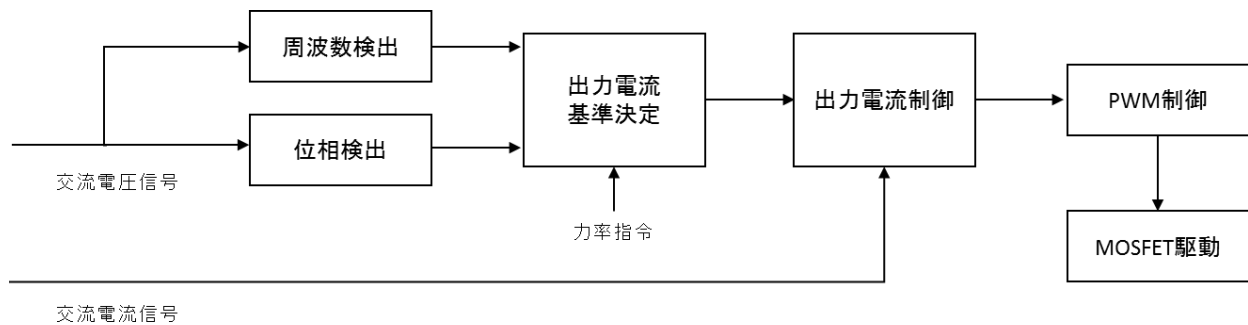 周波数検出
位相検出
交流電圧信号
出力電流
基準決定
力率指令
出力電流制御
PWM制御
MOSFET駆動
交流電流信号